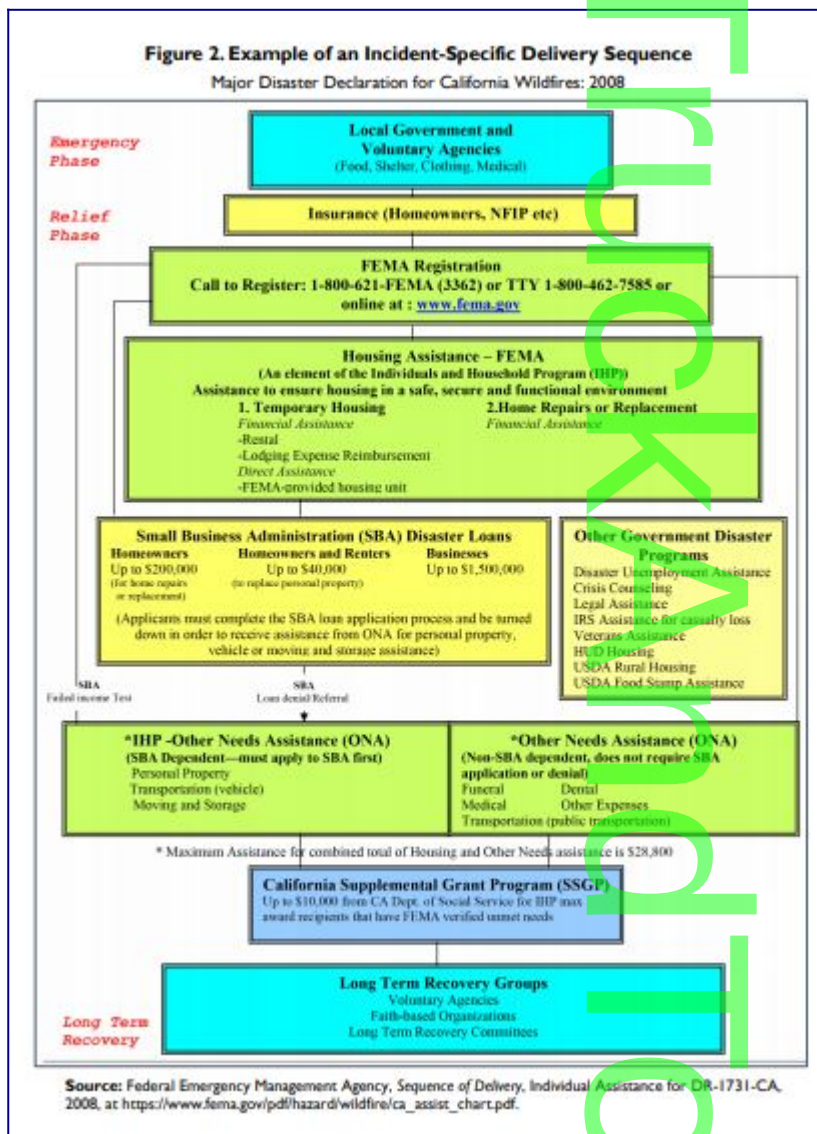 Figure 2. Example of an Incident-Specific Delivery Sequence
Major Disaster Declaration for California Wildfires: 2008
Emergency
Phase
Local Government and
Voluntary Agencies
(Food, Shelter, Clothing, Medical)
Relief
Phase
Insurance (Homeowners, NFIP etc)
FEMA Registration
Call to Register: 1-800-621-FEMA (3362) or TTY 1-800-462-7585 or
online at : www.fema.gov
Housing Assistance – FEMA
(An element of the Individuals and Household Program (IHP))
Assistance to ensure housing in a safe, secure and functional environment
1. Temporary Housing
Financial Assistance
-Rental
-Lodging Expense Reimbursement
Direct Assistance
-FEMA-provided housing unit
2.Home Repairs or Replacement
Financial Assistance
Small Business Administration (SBA) Disaster Loans
Homeowners
Up to $200,000
(for home repairs
or replacement)
Homeowners and Renters
Up to $40,000
(to replace personal property)
Businesses
Up to $1,500,000
(Applicants must complete the SBA loan application process and be turned
down in order to receive assistance from ONA for personal property,
vehicle or moving and storage assistance)
Other Government Disaster
Programs
Disaster Unemployment Assistance
Crisis Counseling
Legal Assistance
IRS Assistance for casualty loss
Veterans Assistance
HUD Housing
USDA Rural Housing
USDA Food Stamp Assistance
SBA
Failed income Test
SBA
Loan denial Referral
*IHP -Other Needs Assistance (ONA)
(SBA Dependent—must apply to SBA first)
Personal Property
Transportation (vehicle)
Moving and Storage
*Other Needs Assistance (ONA)
(Non-SBA dependent, does not require SBA
application or denial)
Funeral Dental
Medical Other Expenses
Transportation (public transportation)
* Maximum Assistance for combined total of Housing and Other Needs assistance is $28,800
California Supplemental Grant Program (SSGP)
Up to $10,000 from CA Dept. of Social Service for IHP max
award recipients that have FEMA verified unmet needs
Long Term Recovery Groups
Voluntary Agencies
Faith-based Organizations
Long Term Recovery Committees
Long Term
Recovery
Source: Federal Emergency Management Agency, Sequence of Delivery, Individual Assistance for DR-1731-CA,
2008, at https://www.fema.gov/pdf/hazard/wildfire/ca_assist_chart.pdf.
TruckAndTo